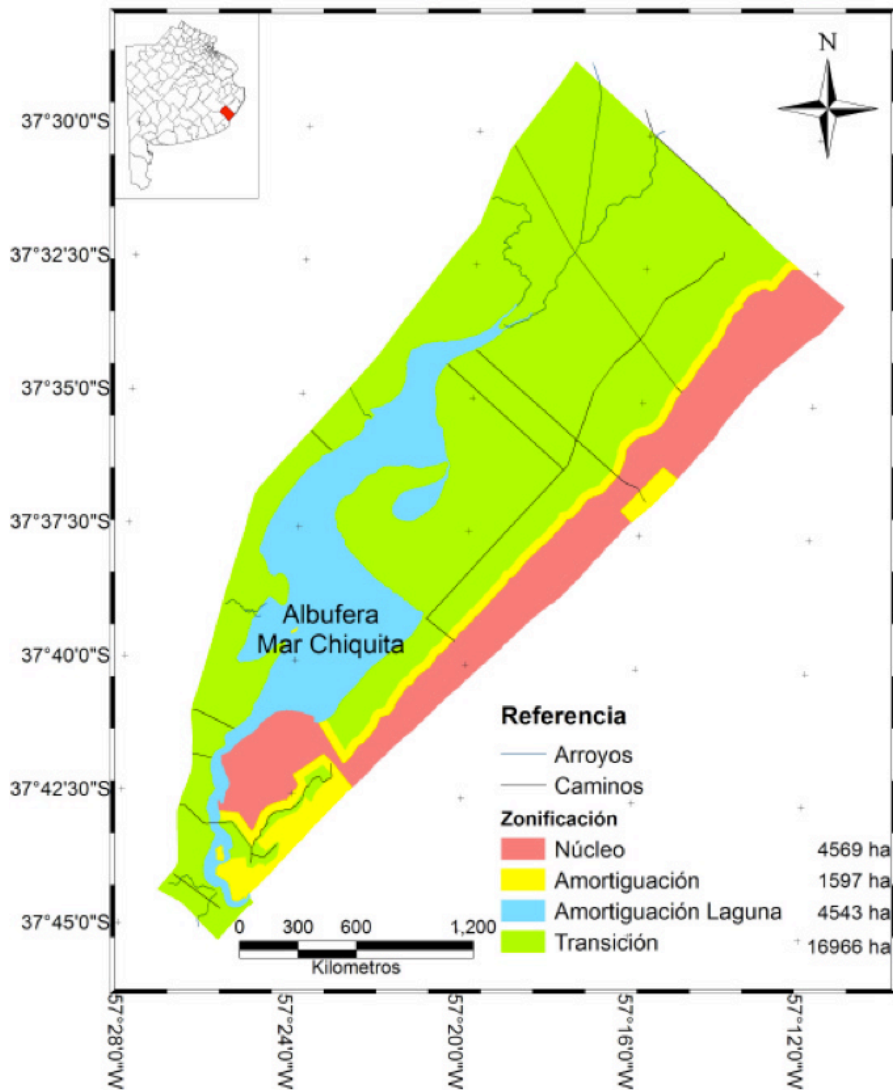 N
37°30'0"S
37°32'30"S
37°35'0"S
37°37'30"S
37°40'0"S
37°42'30"S
37°45'0"S
Albufera
Mar Chiquita
Referencia
Arroyos
Caminos
Zonificación
Núcleo 4569 ha
Amortiguación 1597 ha
Amortiguación Laguna 4543 ha
Transición 16966 ha
0 300 600 1,200
Kilometros
57°28'0"W
57°24'0"W
57°20'0"W
57°16'0"W
57°12'0"W